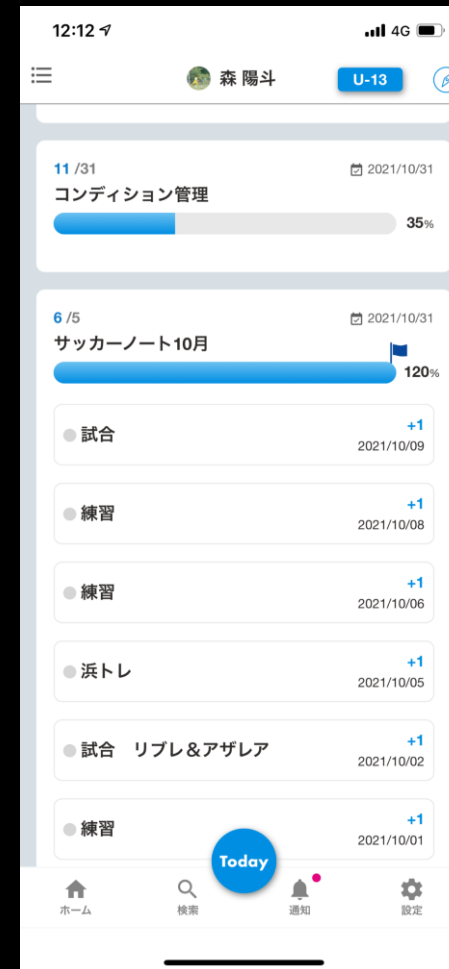 12:12 4G
森 陽斗 U-13
11 /31 2021/10/31
コンディション管理
35%
6 /5 2021/10/31
サッカーノート10月
120%
試合 +1
2021/10/09
練習 +1
2021/10/08
練習 +1
2021/10/06
浜トレ +1
2021/10/05
試合 リブレ&アザレア +1
2021/10/02
練習 +1
2021/10/01
Today
ホーム 検索 通知 設定